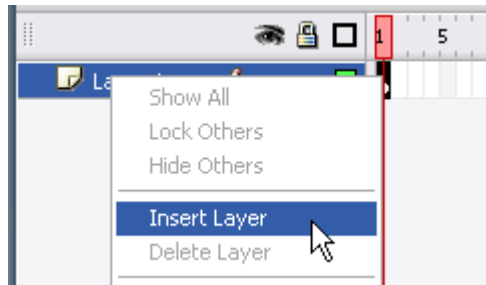 1 5
Show All
Lock Others
Hide Others
Insert Layer
Delete Layer